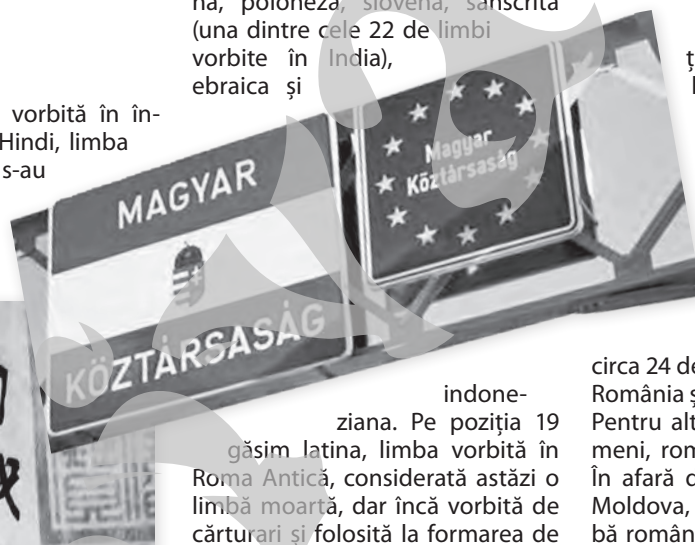 vorbită în în-
Hindi, limba
s-au
na, poloneza, slovena, sanscrita
(una dintre cele 22 de limbi
vorbite în India),
ebraica și
MAGYAR
KÖZTÁRSASÁG
Magyar
Köztársaság
indone-
ziana. Pe poziția 19
găsim latina, limba vorbită în
Roma Antică, considerată astăzi o
limbă moartă, dar încă vorbită de
cărturari și folosită la formarea de
circa 24 de
România ș
Pentru alt
meni, rom
În afară d
Moldova,
bă român